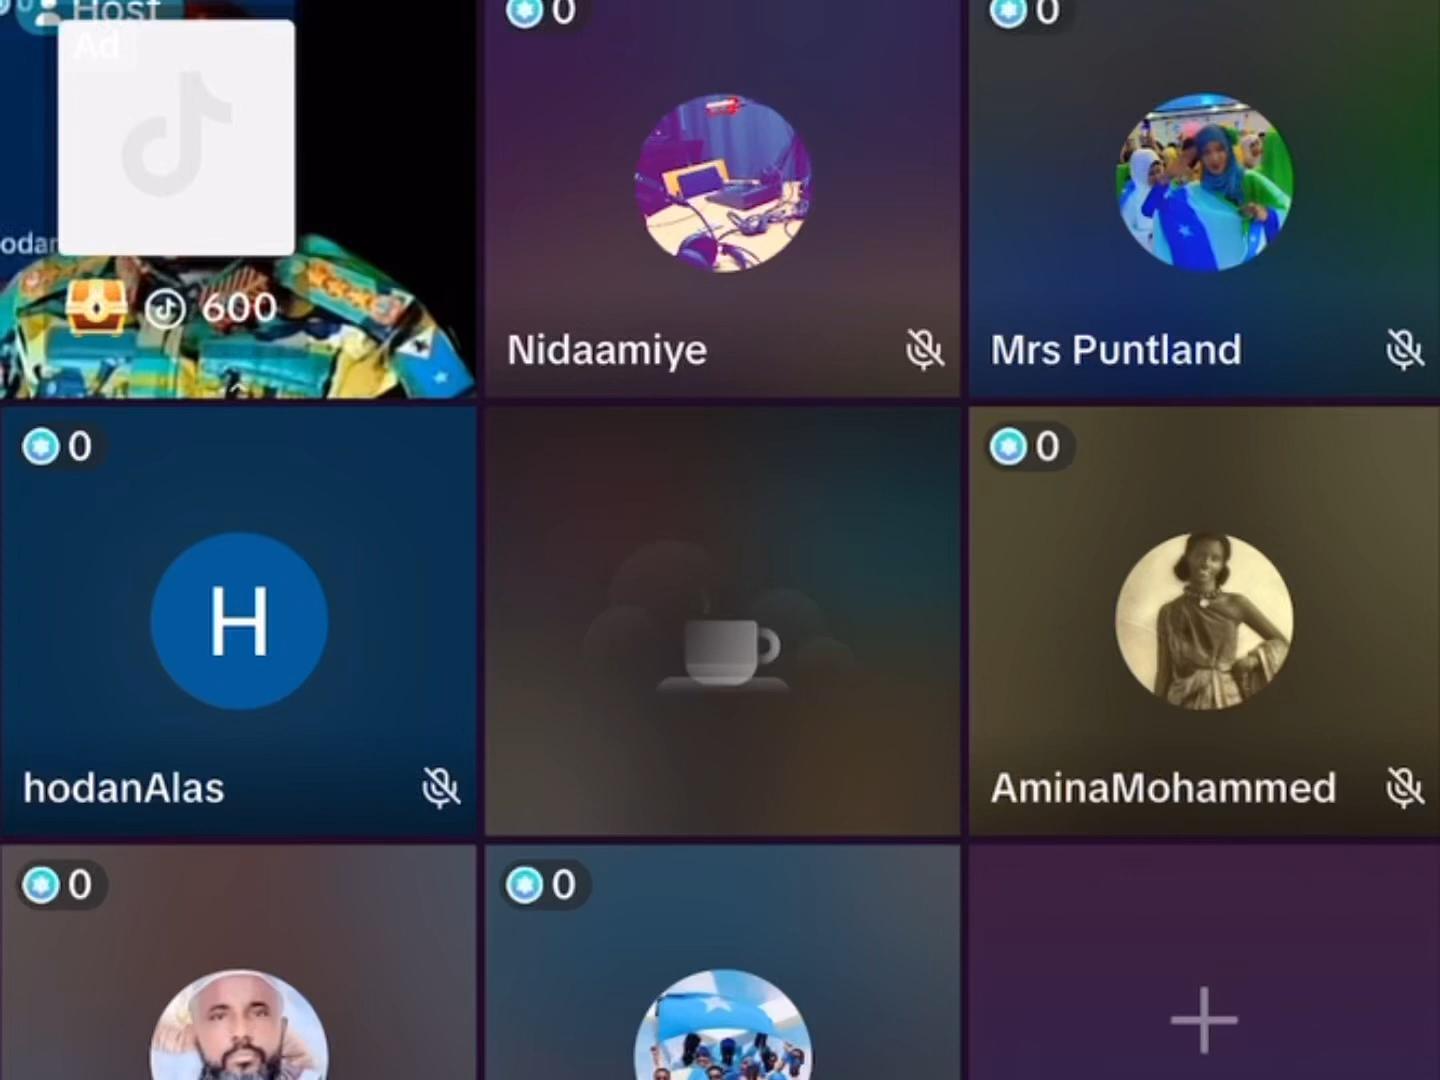 Host
0
0
Ad
600
Nidaamiye
Mrs Puntland
0
0
H
hodanAlas
AminaMohammed
0
0